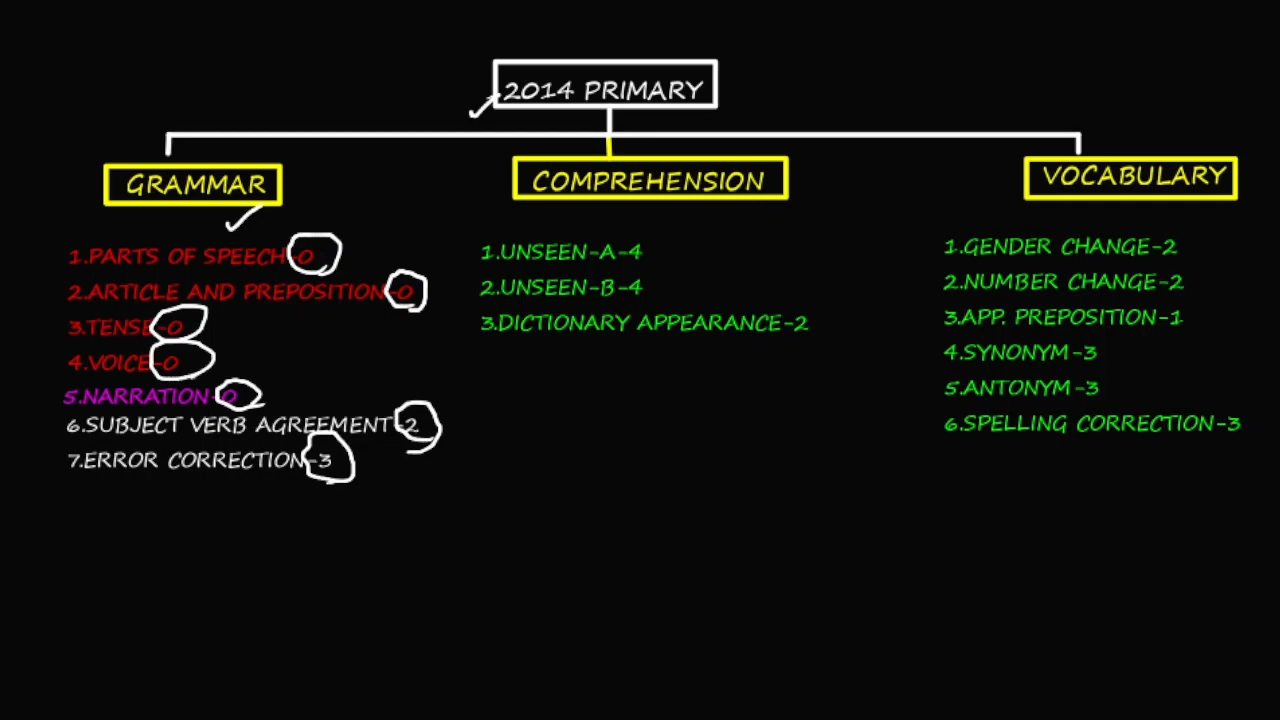 2014 PRIMARY
GRAMMAR
1.PARTS OF SPEECH-0
2.ARTICLE AND PREPOSITION-0
3.TENSE-0
4.VOICE-0
5.NARRATION-0
6.SUBJECT VERB AGREEMENT-2
7.ERROR CORRECTION-3
COMPREHENSION
1.UNSEEN-A-4
2.UNSEEN-B-4
3.DICTIONARY APPEARANCE-2
VOCABULARY
1.GENDER CHANGE-2
2.NUMBER CHANGE-2
3.APP. PREPOSITION-1
4.SYNONYM-3
5.ANTONYM-3
6.SPELLING CORRECTION-3